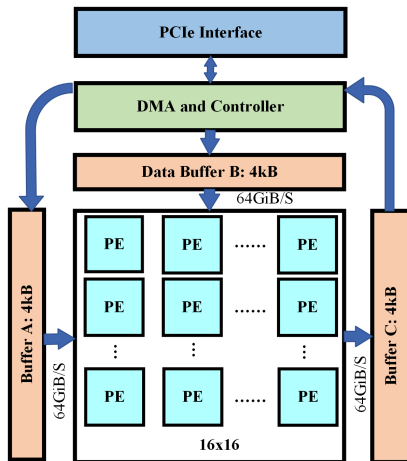 PCIe Interface
DMA and Controller
Data Buffer B: 4kB
64GiB/S
Buffer A: 4kB
64GiB/S
PE PE ...... PE
PE PE ...... PE
... ... ...
PE PE ...... PE
16x16
64GiB/S
Buffer C: 4kB